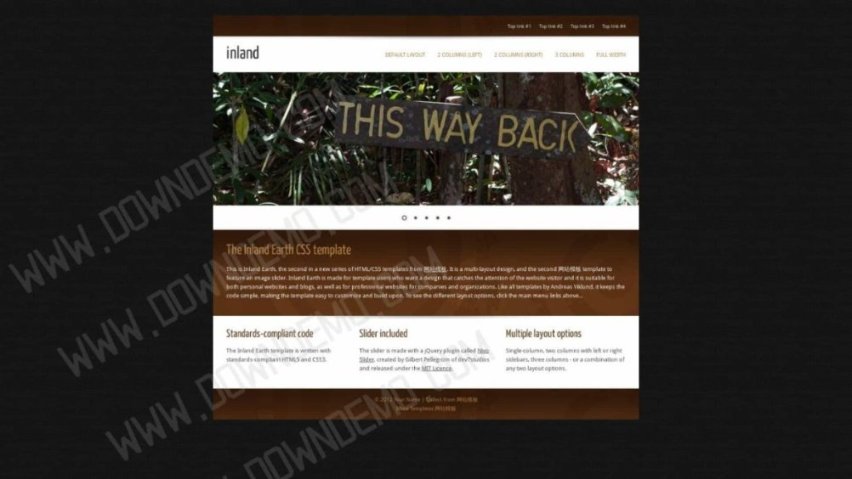 Top link #1 Top link #2 Top link #3 Top link #4
inland
DEFAULT LAYOUT 2 COLUMNS (LEFT) 2 COLUMNS (RIGHT) 3 COLUMNS FULL WIDTH
THIS WAY BACK
The Inland Earth CSS template
This is Inland Earth, the second in a new series of HTML/CSS templates from 网站模板. It is a multi-layout design, and the second 网站模板 template to
feature an image slider. Inland Earth is made for template users who want a design that catches the attention of the website visitor and it is suitable for
both personal websites and blogs, as well as for professional websites for companies and organizations. Like all templates by Andreas Viklund, it keeps the
code simple, making the template easy to customize and build upon. To see the different layout options, click the main menu links above...
Standards-compliant code
The Inland Earth template is written with
standards-compliant HTML5 and CSS3.
Slider included
The slider is made with a jQuery plugin called Nivo
Slider, created by Gilbert Pellegrom of dev7studios
and released under the MIT Licence.
Multiple layout options
Single-column, two columns with left or right
sidebars, three columns - or a combination of
any two layout options.
© 2012 Your Name | Collect from 网站模板
More Templates 网站模板
WWW.DOWNDEMO.COM
WWW.DOWNDEMO.COM
WWW.DOWNDEMO.COM
WWW.DOWNDEMO.COM